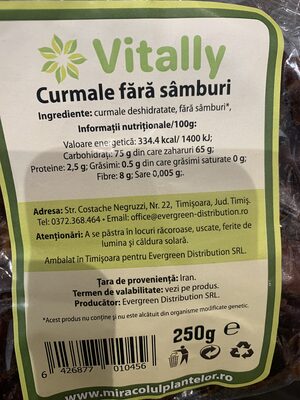 Vitally
Curmale fără sâmburi
Ingrediente: curmale deshidratate, fără sâmburi*,
Informații nutriționale/100g:
Valoare energetică: 334.4 kcal/ 1400 kJ;
Carbohidrați: 75 g din care zaharuri 65 g;
Proteine: 2,5 g; Grăsimi: 0.5 g din care grăsimi saturate 0 g;
Fibre: 8 g; Sare 0,005 g;.
Adresa: Str. Costache Negruzzi, Nr. 22, Timișoara, Jud. Timiș.
Tel: 0372.368.464 • Email: office@evergreen-distribution.ro
Atenționări: A se păstra în locuri răcoroase, uscate, ferite de
lumina și căldura solară.
Ambalat în Timișoara pentru Evergreen Distribution SRL.
Țara de proveniență: Iran.
Termen de valabilitate: vezi pe produs.
Producător: Evergreen Distribution SRL.
*Acest produs nu conține și nu este alcătuit din organisme modificate genetic.
250g e
6 426877 010456
www.miracolulplantelor.ro